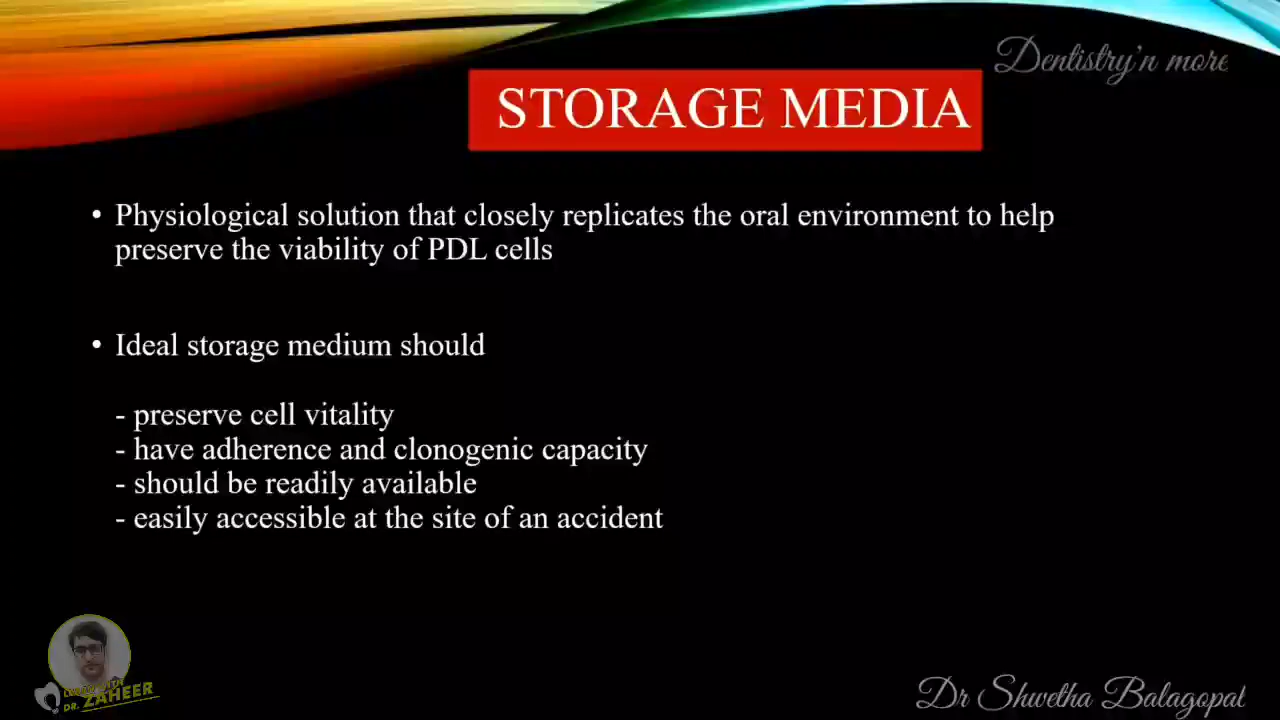 Dentistry'n more
STORAGE MEDIA
• Physiological solution that closely replicates the oral environment to help
preserve the viability of PDL cells
• Ideal storage medium should
- preserve cell vitality
- have adherence and clonogenic capacity
- should be readily available
- easily accessible at the site of an accident
WITH
DR. ZAHEER
Dr Shwetha Balagopal